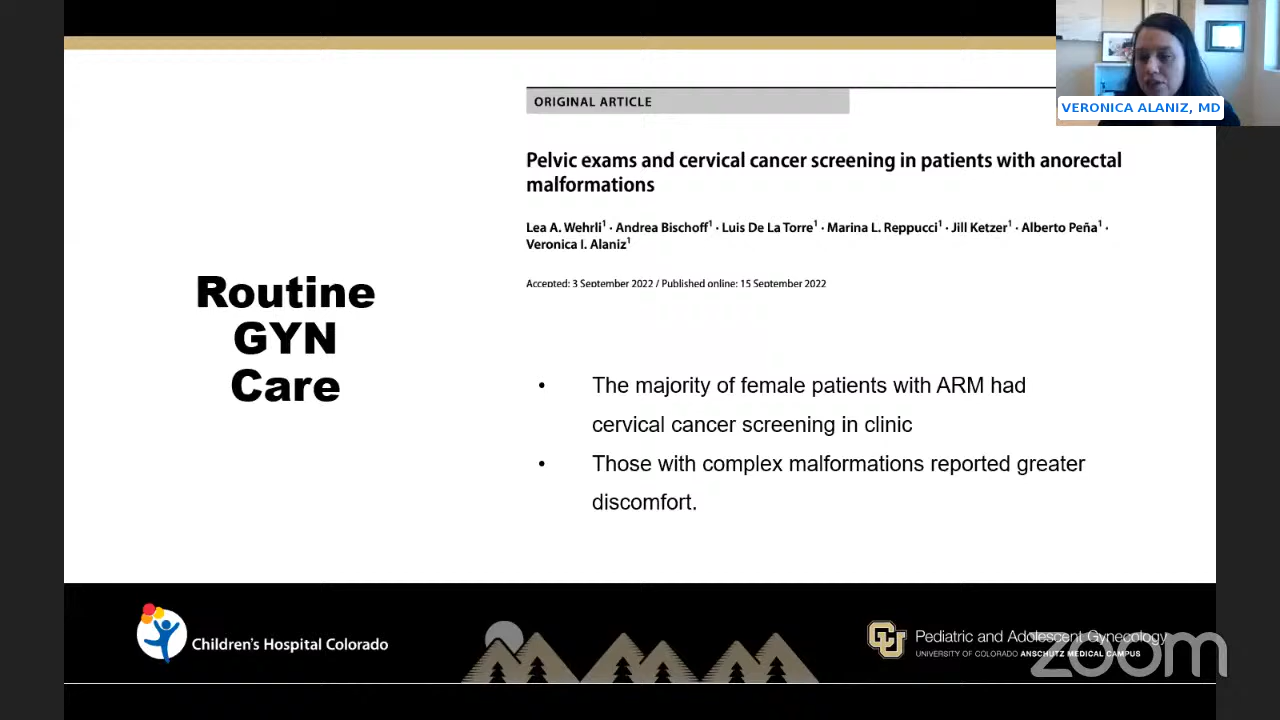 VERONICA ALANIZ, MD
ORIGINAL ARTICLE
Pelvic exams and cervical cancer screening in patients with anorectal
malformations
Lea A. Wehrli1 · Andrea Bischoff1 · Luis De La Torre1 · Marina L. Reppucci1 · Jill Ketzer1 · Alberto Peña1 ·
Veronica I. Alaniz1
Accepted: 3 September 2022 / Published online: 15 September 2022
Routine
GYN
Care
• The majority of female patients with ARM had
cervical cancer screening in clinic
• Those with complex malformations reported greater
discomfort.
Children's Hospital Colorado
CU
Pediatric and Adolescent Gynecology
UNIVERSITY OF COLORADO ANSCHUTZ MEDICAL CAMPUS
zoom